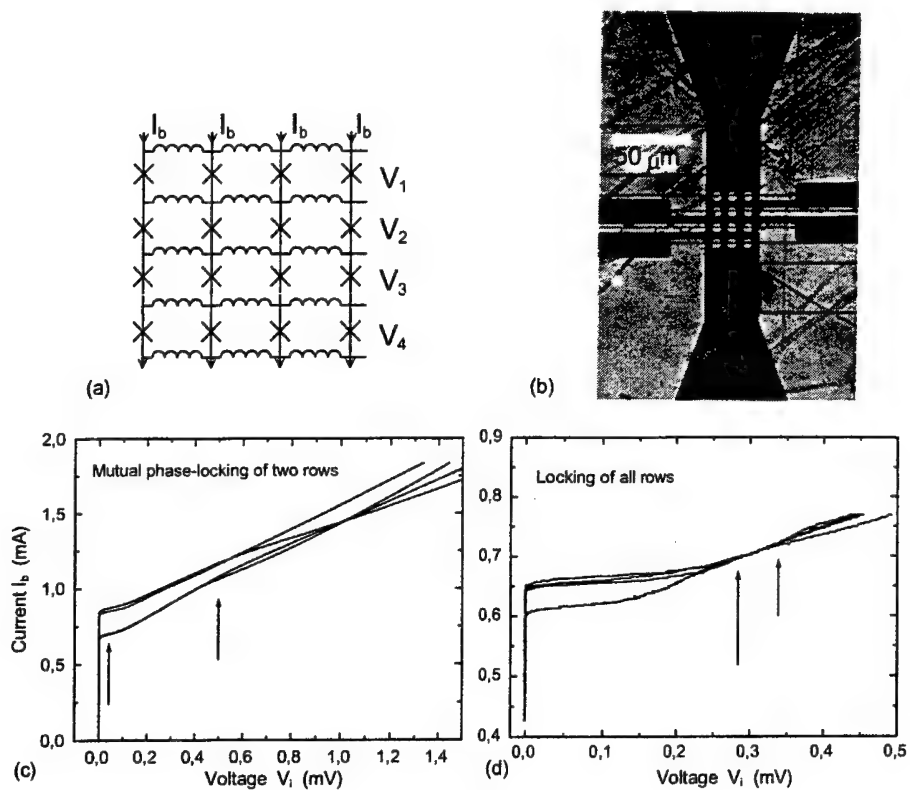 I_b I_b I_b I_b
V_1
V_2
V_3
V_4
(a)
50 μm
(b)
Mutual phase-locking of two rows
Current I_b (mA)
2,0
1,5
1,0
0,5
0,0
0,0 0,2 0,4 0,6 0,8 1,0 1,2 1,4
Voltage V_i (mV)
(c)
Locking of all rows
0,9
0,8
0,7
0,6
0,5
0,4
0,0 0,1 0,2 0,3 0,4 0,5
Voltage V_i (mV)
(d)